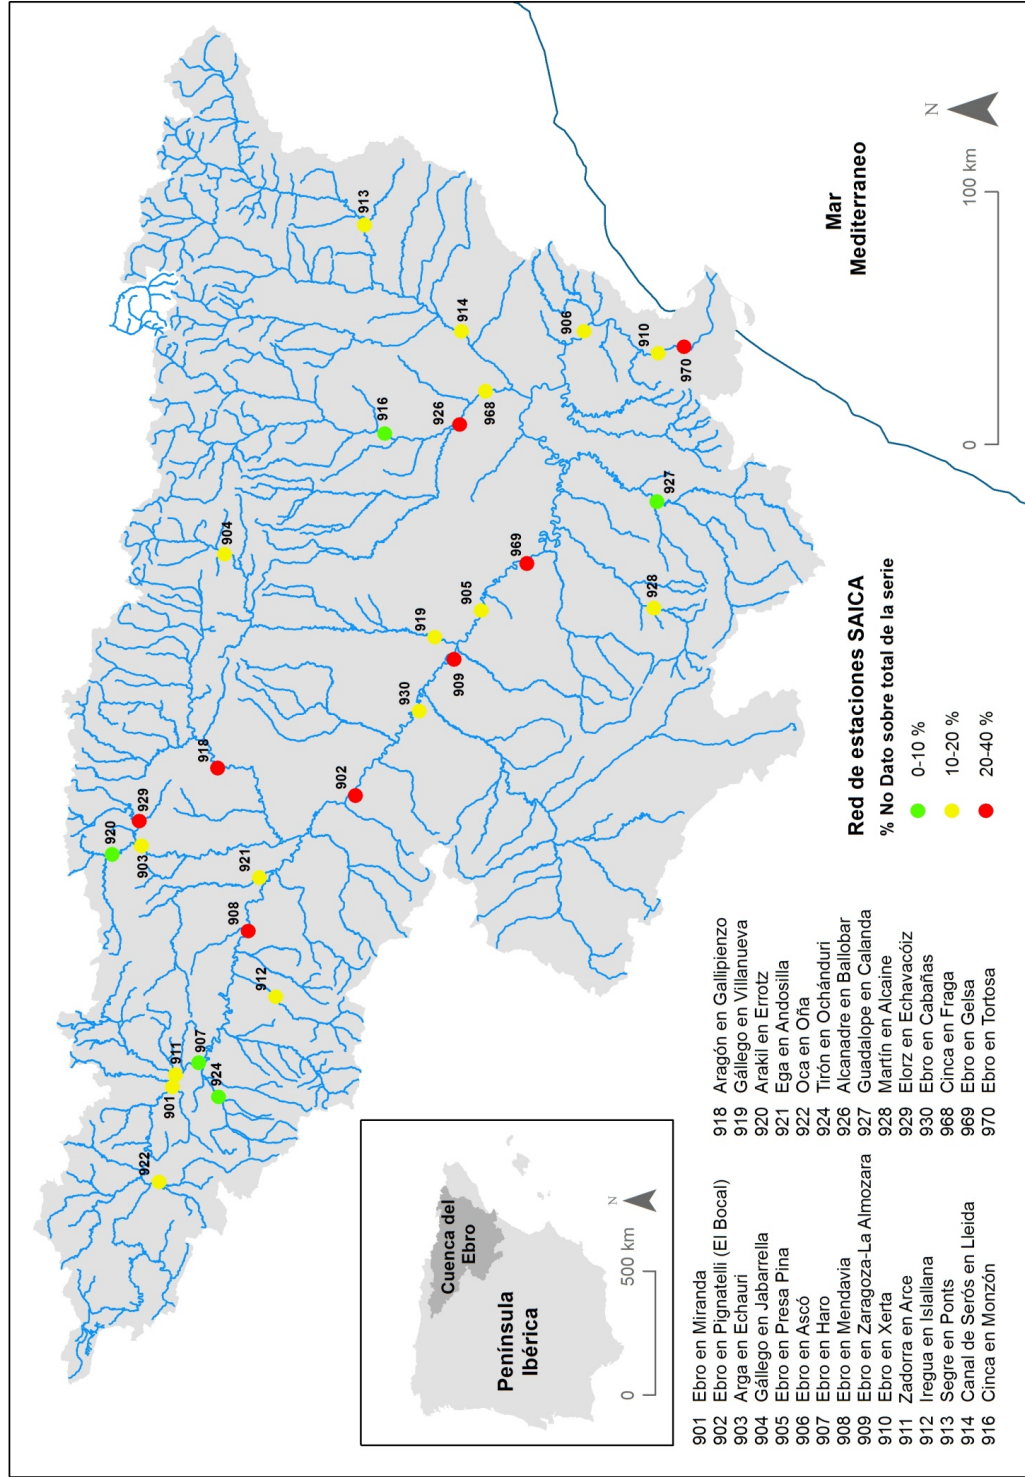 913
914
906
910
970
916
926
968
904
927
969
928
905
919
909
930
918
902
929
920
903
921
908
912
907
911
901
924
922
Mar
Mediterraneo
N
0
100 km
Cuenca del
Ebro
Península
Ibérica
N
0
500 km
Red de estaciones SAICA
% No Dato sobre total de la serie
0-10 %
10-20 %
20-40 %
901 Ebro en Miranda
902 Ebro en Pignatelli (El Bocal)
903 Arga en Echauri
904 Gállego en Jabarrella
905 Ebro en Presa Pina
906 Ebro en Ascó
907 Ebro en Haro
908 Ebro en Mendavia
909 Ebro en Zaragoza-La Almozara
910 Ebro en Xerta
911 Zadorra en Arce
912 Iregua en Islallana
913 Segre en Ponts
914 Canal de Serós en Lleida
916 Cinca en Monzón
918 Aragón en Gallipienzo
919 Gállego en Villanueva
920 Arakil en Errotz
921 Ega en Andosilla
922 Oca en Oña
924 Tirón en Ochánduri
926 Alcanadre en Ballobar
927 Guadalope en Calanda
928 Martín en Alcaine
929 Elorz en Echavacóiz
930 Ebro en Cabañas
968 Cinca en Fraga
969 Ebro en Gelsa
970 Ebro en Tortosa